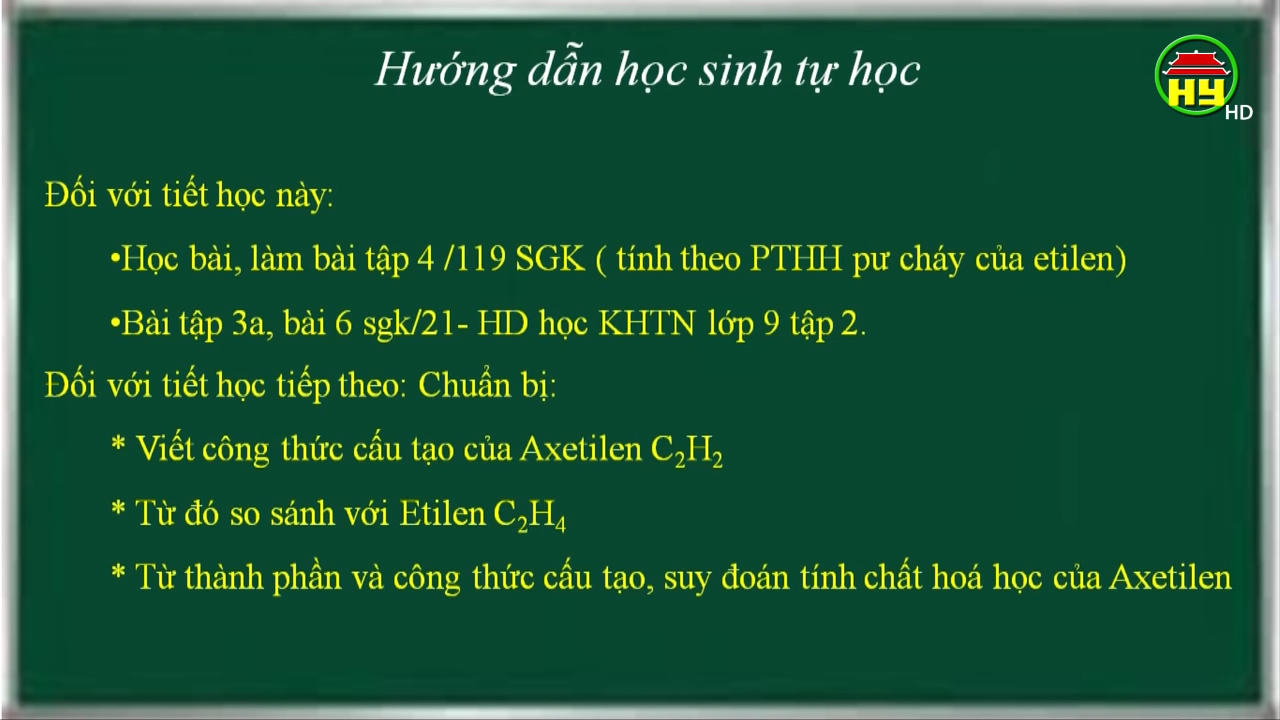 Hướng dẫn học sinh tự học
HY
HD
Đối với tiết học này:
•Học bài, làm bài tập 4 /119 SGK ( tính theo PTHH pư cháy của etilen)
•Bài tập 3a, bài 6 sgk/21- HD học KHTN lớp 9 tập 2.
Đối với tiết học tiếp theo: Chuẩn bị:
* Viết công thức cấu tạo của Axetilen C₂H₂
* Từ đó so sánh với Etilen C₂H₄
* Từ thành phần và công thức cấu tạo, suy đoán tính chất hoá học của Axetilen